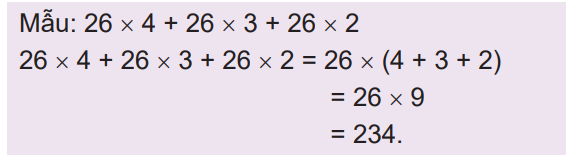 Mẫu: 26 × 4 + 26 × 3 + 26 × 2
26 × 4 + 26 × 3 + 26 × 2 = 26 × (4 + 3 + 2)
= 26 × 9
= 234.